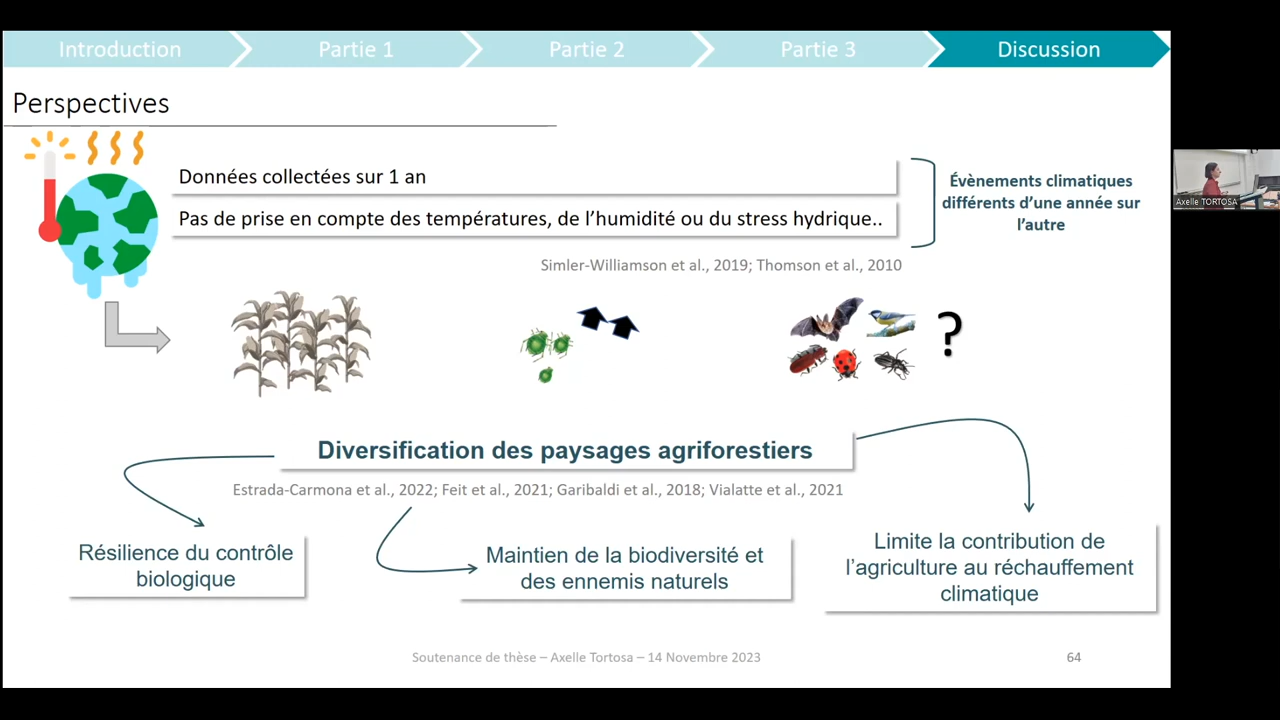 Introduction
Partie 1
Partie 2
Partie 3
Discussion
Perspectives
Données collectées sur 1 an
Pas de prise en compte des températures, de l’humidité ou du stress hydrique..
Évènements climatiques
différents d’une année sur
l’autre
Simler-Williamson et al., 2019; Thomson et al., 2010
?
Diversification des paysages agriforestiers
Estrada-Carmona et al., 2022; Feit et al., 2021; Garibaldi et al., 2018; Vialatte et al., 2021
Résilience du contrôle
biologique
Maintien de la biodiversité et
des ennemis naturels
Limite la contribution de
l’agriculture au réchauffement
climatique
Soutenance de thèse – Axelle Tortosa – 14 Novembre 2023
64
Axelle TORTOSA